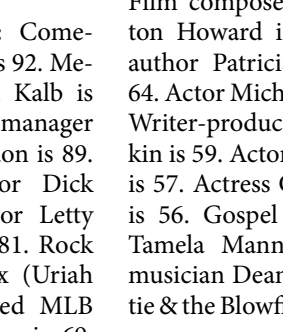 : Come-
s 92. Me-
Kalb is
manager
on is 89.
or Dick
or Letty
81. Rock
x (Uriah
ed MLB
Film compose
ton Howard i
author Patrici
64. Actor Mich
Writer-produc
kin is 59. Actor
is 57. Actress
is 56. Gospel
Tamela Mann
musician Dean
tie & the Blowfi